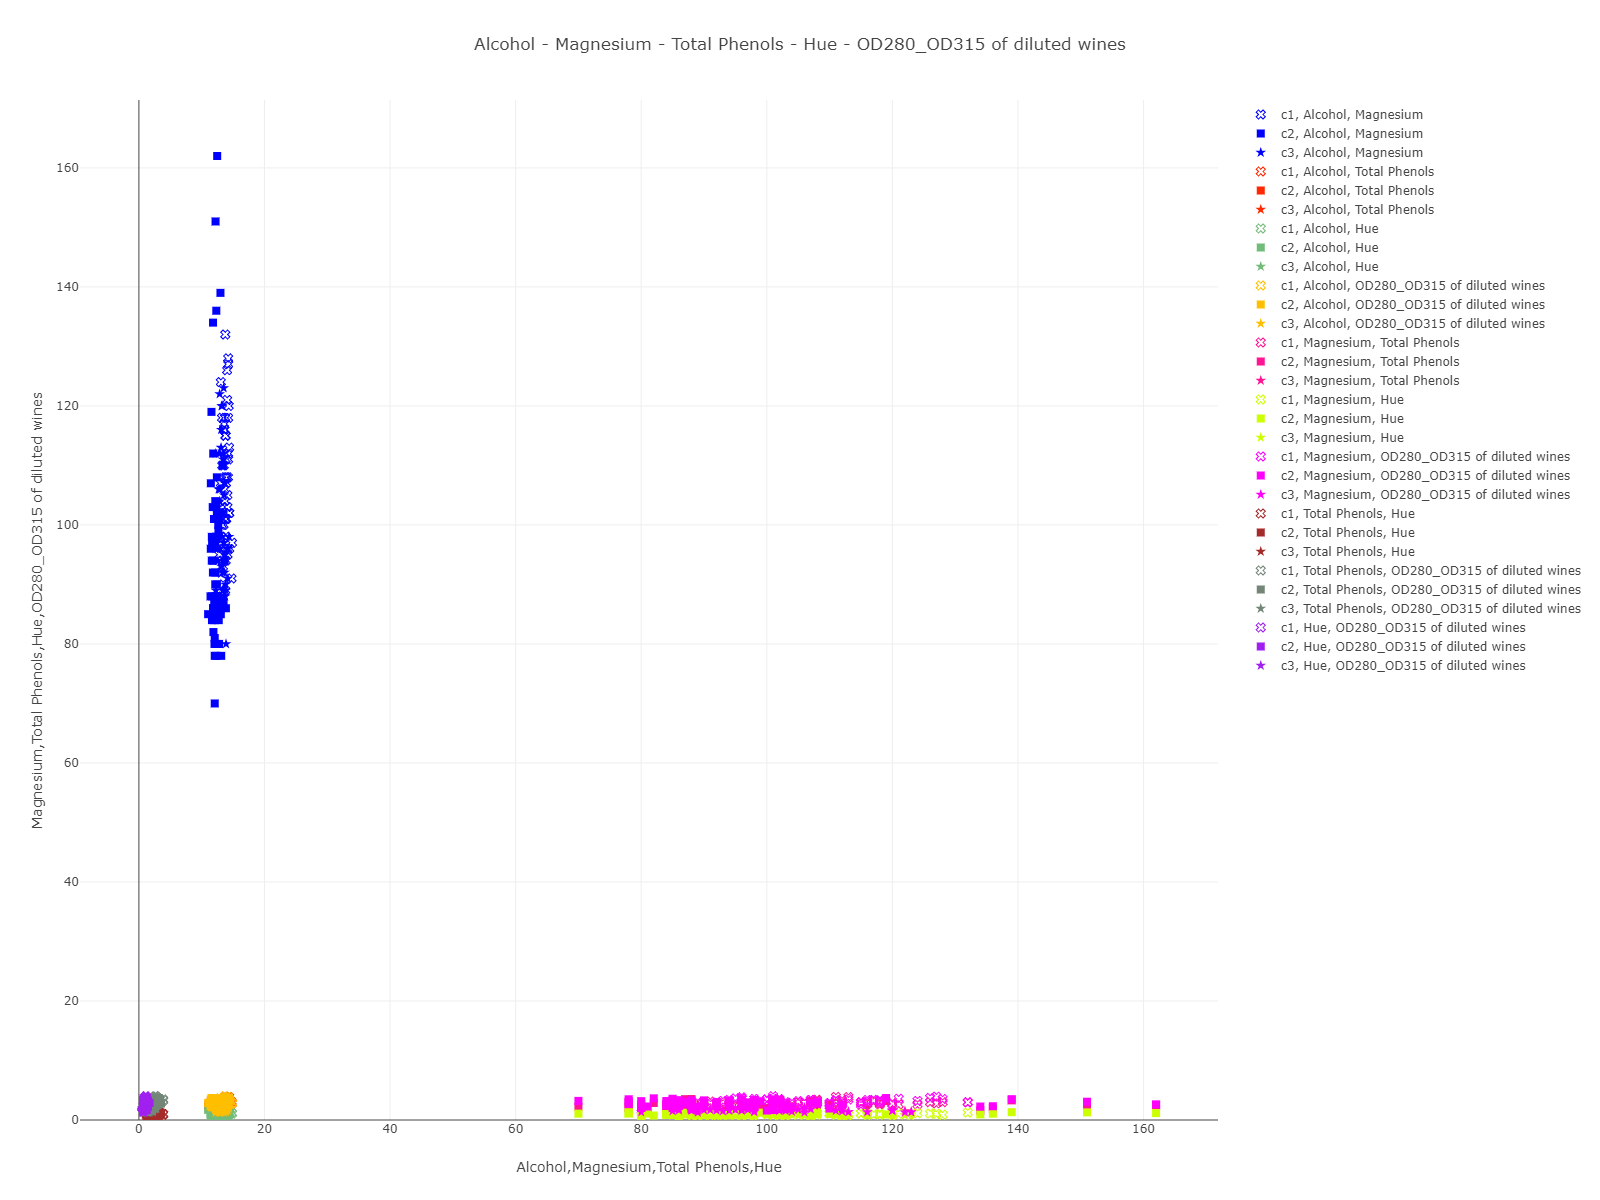 Alcohol - Magnesium - Total Phenols - Hue - OD280_OD315 of diluted wines
Magnesium,Total Phenols,Hue,OD280_OD315 of diluted wines
160
140
120
100
80
60
40
20
0
0
20
40
60
80
100
120
140
160
Alcohol,Magnesium,Total Phenols,Hue
c1, Alcohol, Magnesium
c2, Alcohol, Magnesium
c3, Alcohol, Magnesium
c1, Alcohol, Total Phenols
c2, Alcohol, Total Phenols
c3, Alcohol, Total Phenols
c1, Alcohol, Hue
c2, Alcohol, Hue
c3, Alcohol, Hue
c1, Alcohol, OD280_OD315 of diluted wines
c2, Alcohol, OD280_OD315 of diluted wines
c3, Alcohol, OD280_OD315 of diluted wines
c1, Magnesium, Total Phenols
c2, Magnesium, Total Phenols
c3, Magnesium, Total Phenols
c1, Magnesium, Hue
c2, Magnesium, Hue
c3, Magnesium, Hue
c1, Magnesium, OD280_OD315 of diluted wines
c2, Magnesium, OD280_OD315 of diluted wines
c3, Magnesium, OD280_OD315 of diluted wines
c1, Total Phenols, Hue
c2, Total Phenols, Hue
c3, Total Phenols, Hue
c1, Total Phenols, OD280_OD315 of diluted wines
c2, Total Phenols, OD280_OD315 of diluted wines
c3, Total Phenols, OD280_OD315 of diluted wines
c1, Hue, OD280_OD315 of diluted wines
c2, Hue, OD280_OD315 of diluted wines
c3, Hue, OD280_OD315 of diluted wines